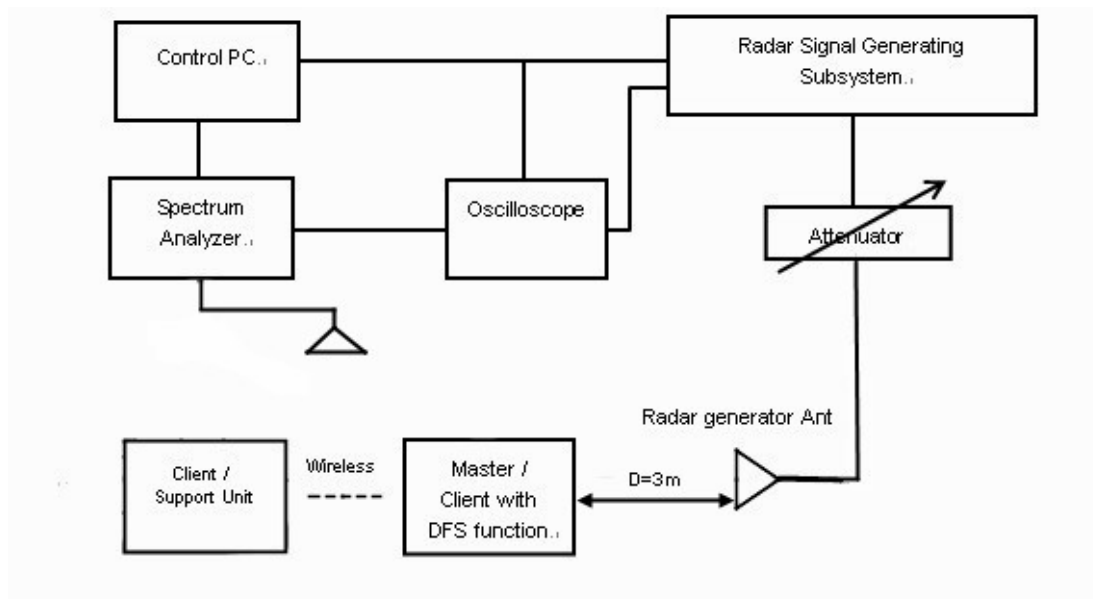 Control PC
Radar Signal Generating
Subsystem
Spectrum
Analyzer
Oscilloscope
Attenuator
Radar generator Ant
Client /
Support Unit
Wireless
Master /
Client with
DFS function
D=3m